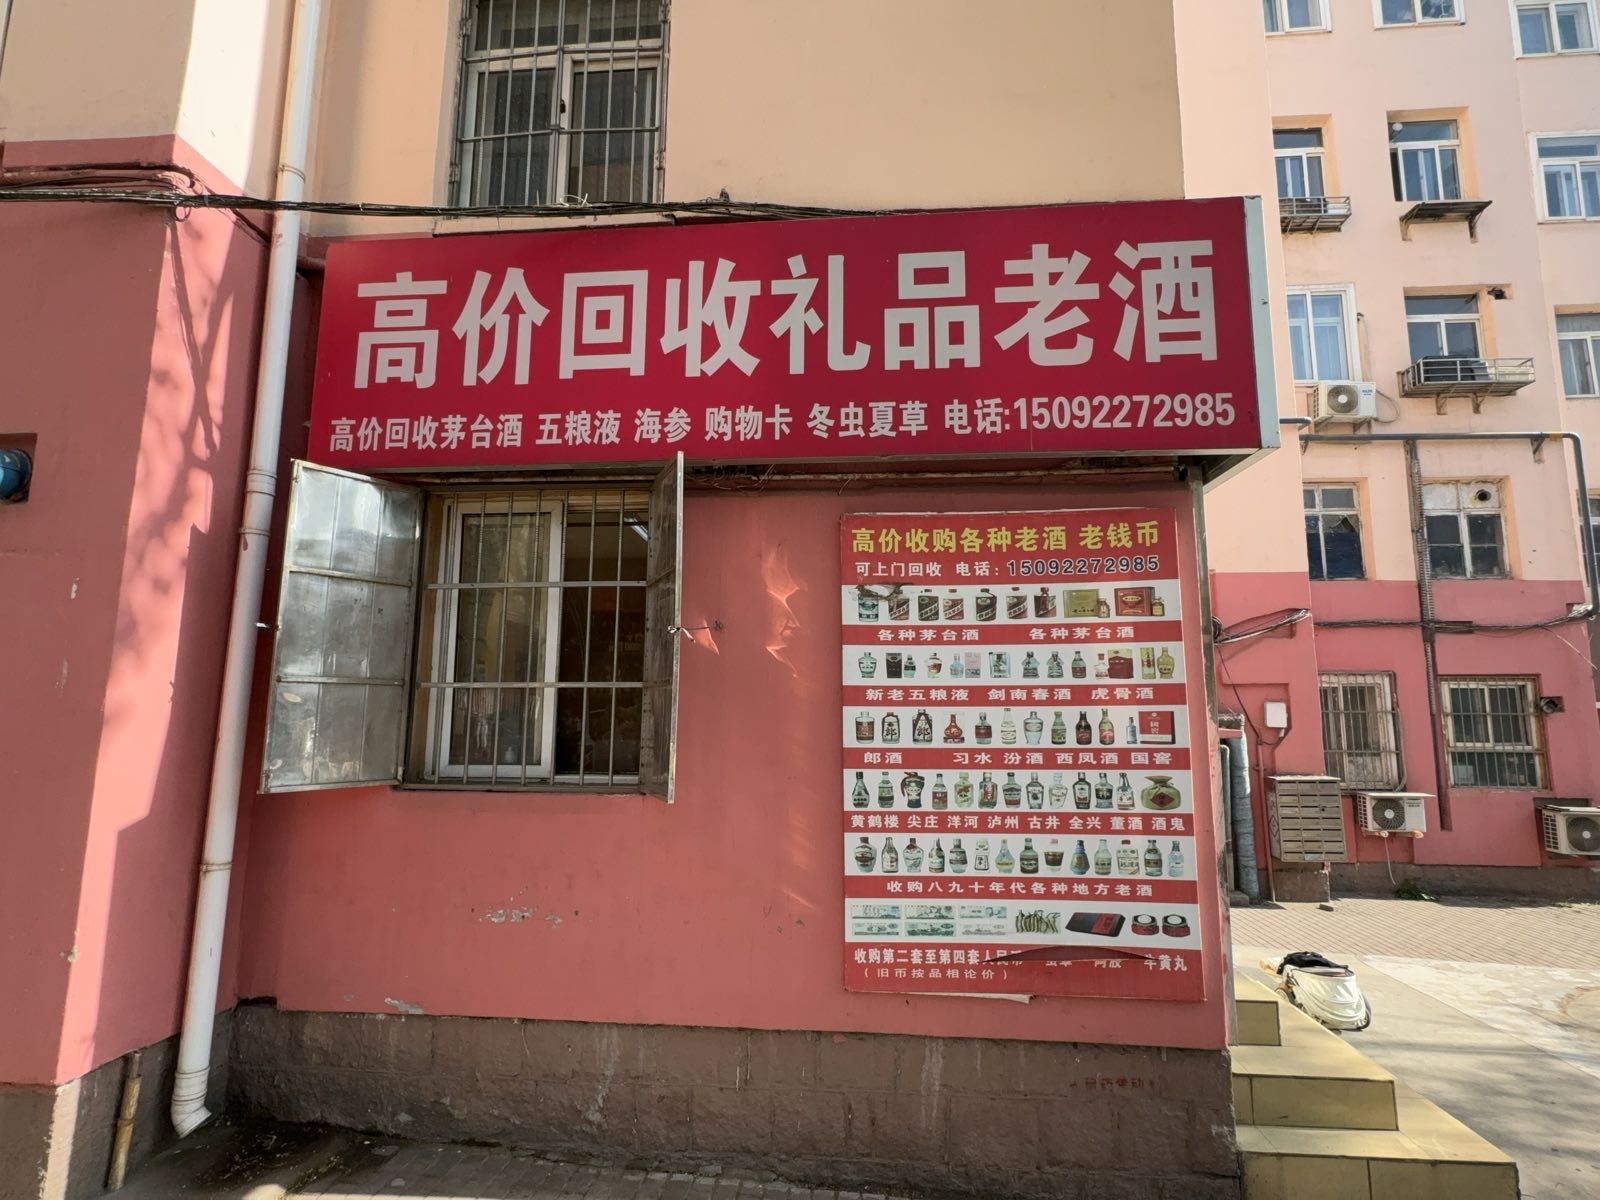 高价回收礼品老酒
高价回收茅台酒 五粮液 海参 购物卡 冬虫夏草 电话:15092272985
高价收购各种老酒 老钱币
可上门回收 电话: 15092272985
各种茅台酒 各种茅台酒
新老五粮液 剑南春酒 虎骨酒
郎酒 习水 汾酒 西凤酒 国窖
黄鹤楼 尖庄 洋河 泸州 古井 全兴 董酒 酒鬼
收购八九十年代各种地方老酒
收购第二套至第四套人民币 牛黄丸
(旧币按品相论价)